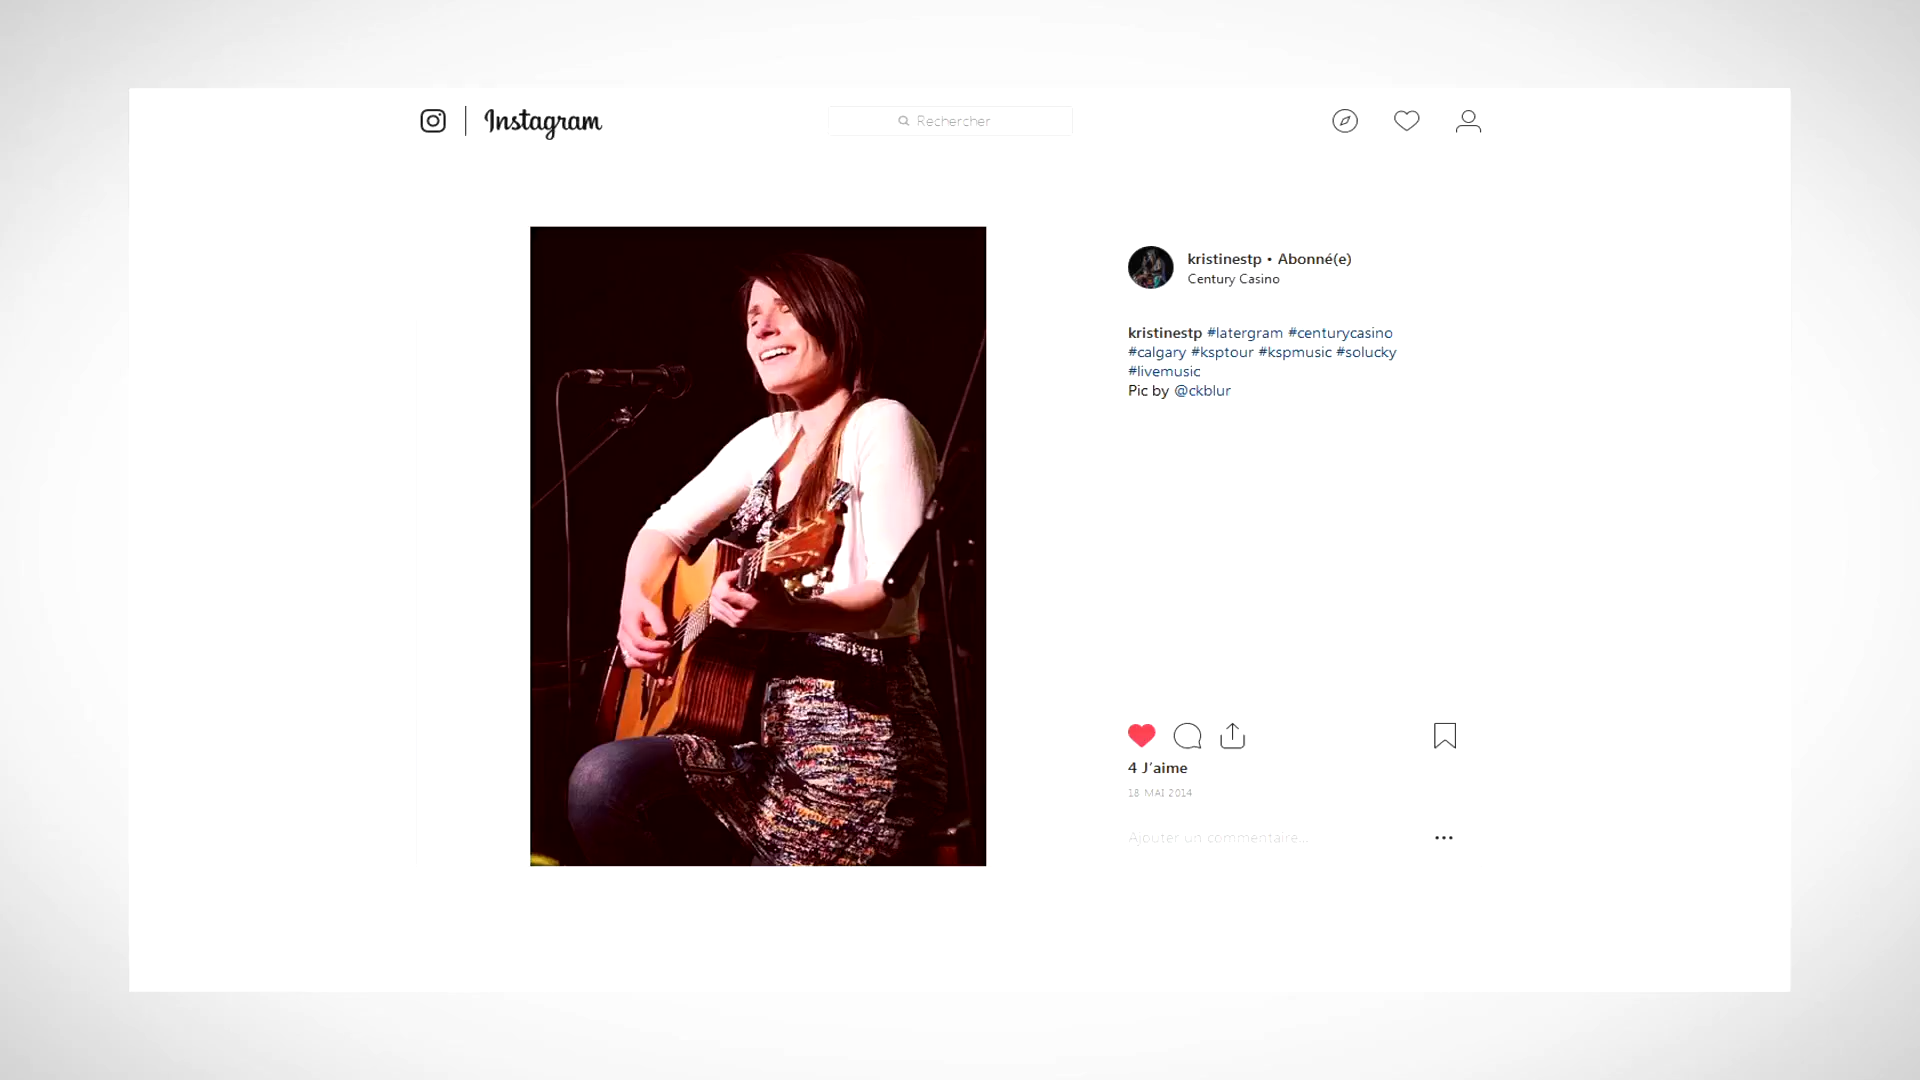 Instagram
Rechercher
kristinestp • Abonné(e)
Century Casino
kristinestp #latergram #centurycasino
#calgary #ksptour #kspmusic #solucky
#livemusic
Pic by @ckblur
4 J'aime
18 MAI 2014
Ajouter un commentaire...